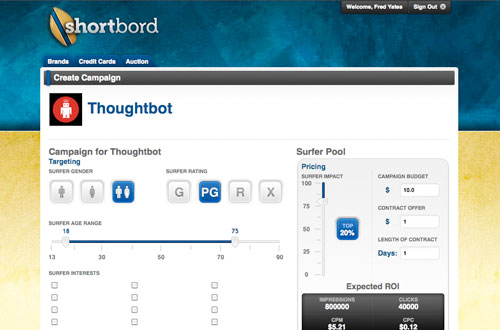 shortbord
Welcome, Fred Yates
Sign Out
Brands
Credit Cards
Auction
Create Campaign
Thoughtbot
Campaign for Thoughtbot
Targeting
SURFER GENDER
SURFER RATING
G
PG
R
X
SURFER AGE RANGE
18
75
13
30
50
70
90
SURFER INTERESTS
Surfer Pool
Pricing
SURFER IMPACT
100
75
50
25
0
TOP
20%
CAMPAIGN BUDGET
$ 10.0
CONTRACT OFFER
$ 1
LENGTH OF CONTRACT
Days: 1
Expected ROI
IMPRESSIONS
800000
CLICKS
40000
CPM
$5.21
CPC
$0.12